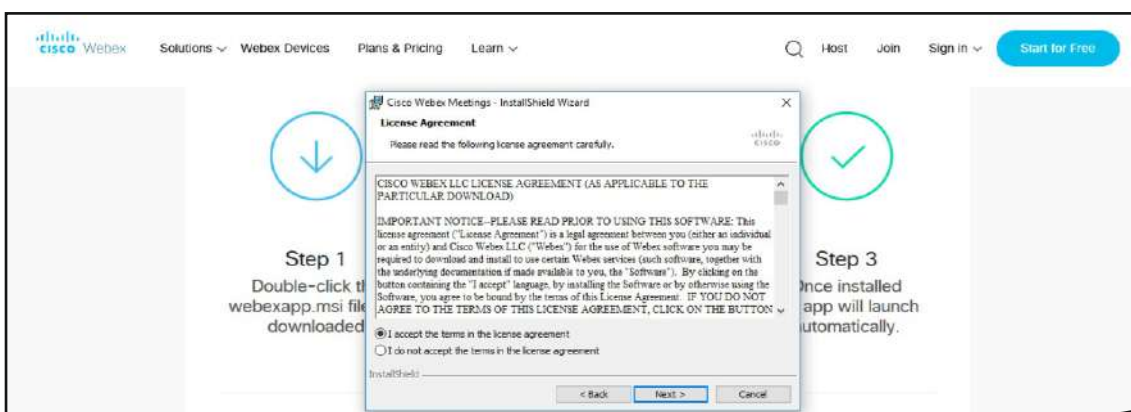 cisco Webex Solutions Webex Devices Plans & Pricing Learn Host Join Sign in Start for Free
Cisco Webex Meetings - InstallShield Wizard
License Agreement
Please read the following license agreement carefully.
CISCO
CISCO WEBEX LLC LICENSE AGREEMENT (AS APPLICABLE TO THE
PARTICULAR DOWNLOAD)
IMPORTANT NOTICE--PLEASE READ PRIOR TO USING THIS SOFTWARE: This
license agreement ("License Agreement") is a legal agreement between you (either an individual
or an entity) and Cisco Webex LLC ("Webex") for the use of Webex software you may be
required to download and install to use certain Webex services (such software, together with
the underlying documentation if made available to you, the "Software"). By clicking on the
button containing the "I accept" language, by installing the Software or by otherwise using the
Software, you agree to be bound by the terms of this License Agreement. IF YOU DO NOT
AGREE TO THE TERMS OF THIS LICENSE AGREEMENT, CLICK ON THE BUTTON
I accept the terms in the license agreement
I do not accept the terms in the license agreement
InstallShield
< Back Next > Cancel
Step 1
Double-click t
webexapp.msi file
downloaded
Step 3
Once installed
app will launch
utomatically.